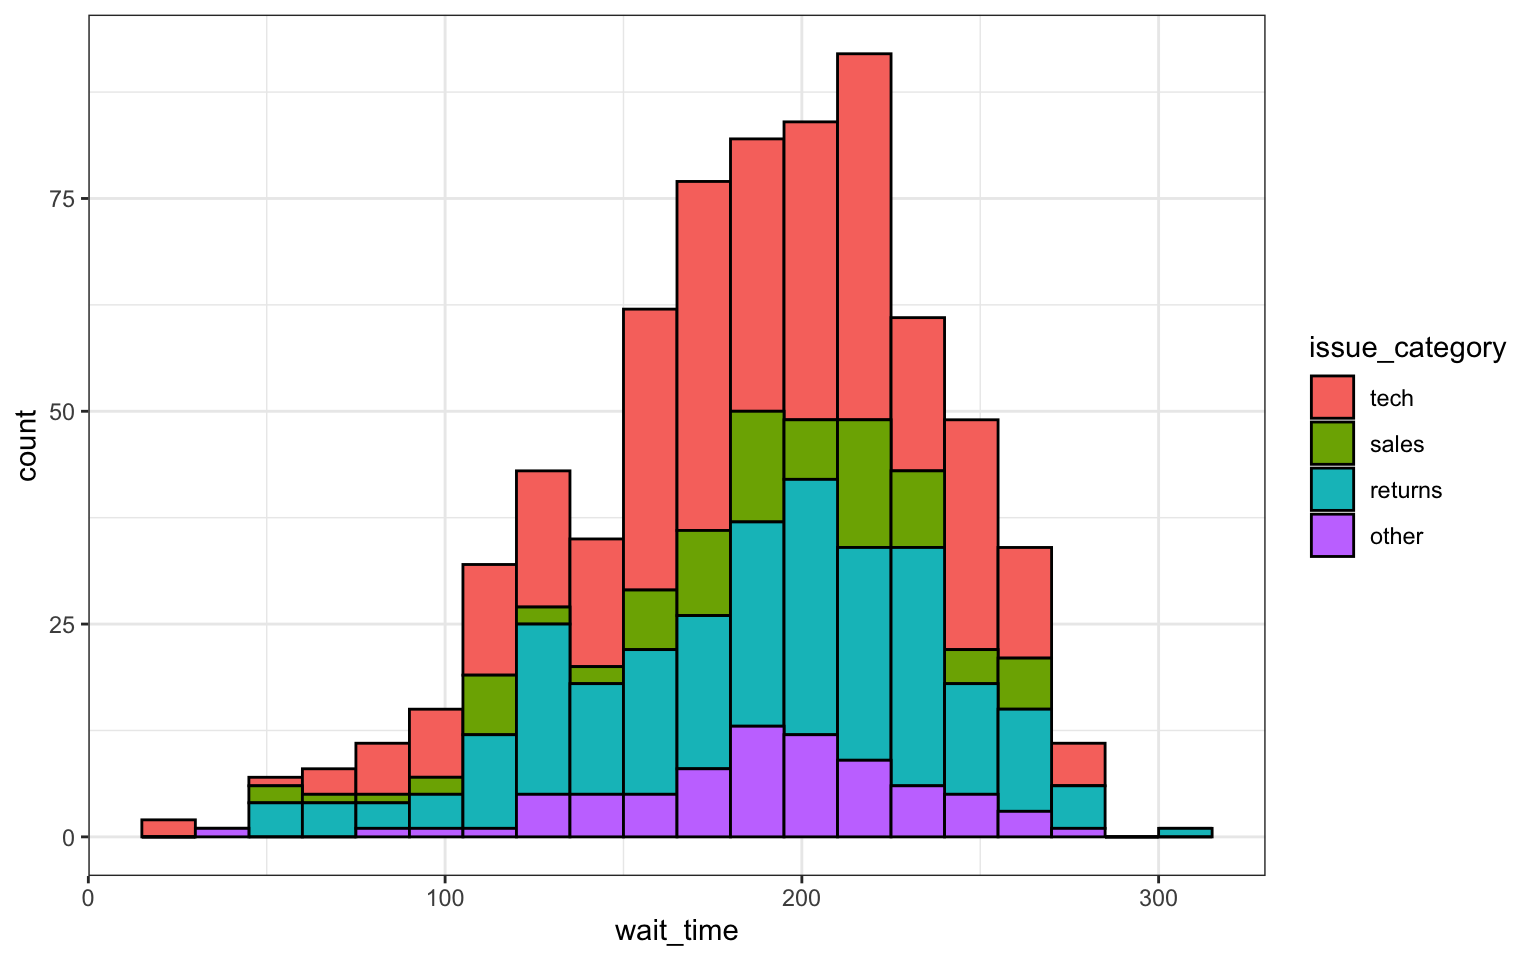 75
50
25
0
count
0 100 200 300
wait_time
issue_category
tech
sales
returns
other